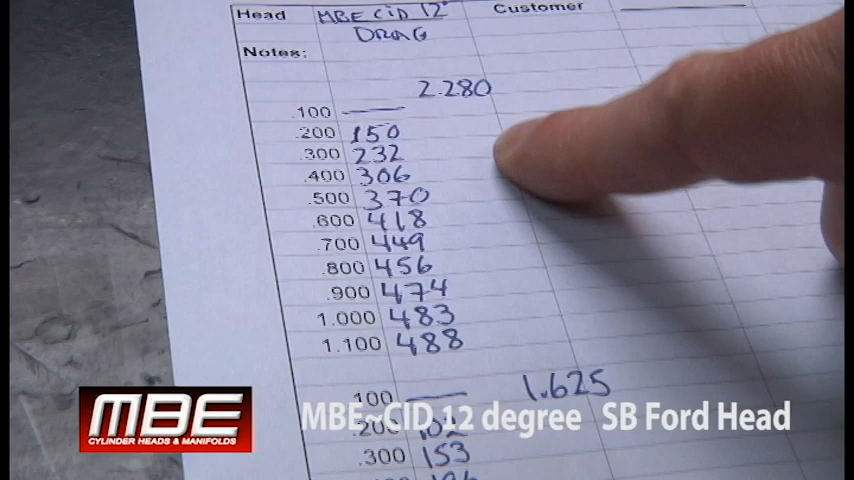 Head MBE CID 12° Customer
DRAG
Notes:
2.280
.100 —
.200 150
.300 232
.400 306
.500 370
.600 418
.700 449
.800 456
.900 474
1.000 483
1.100 488
100 — 1.625
.200 102
.300 153
MBE
CYLINDER HEADS & MANIFOLDS
MBE~CID 12 degree SB Ford Head